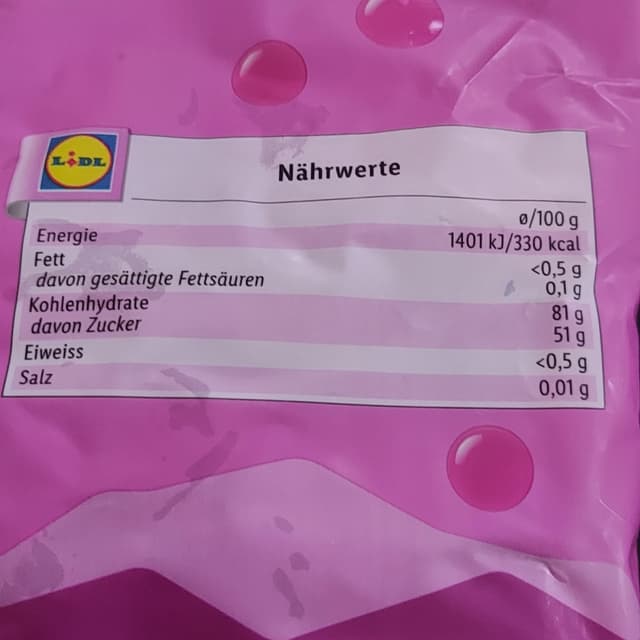 LIDL
Nährwerte
ø/100 g
Energie 1401 kJ/330 kcal
Fett <0,5 g
davon gesättigte Fettsäuren 0,1 g
Kohlenhydrate 81 g
davon Zucker 51 g
Eiweiss <0,5 g
Salz 0,01 g